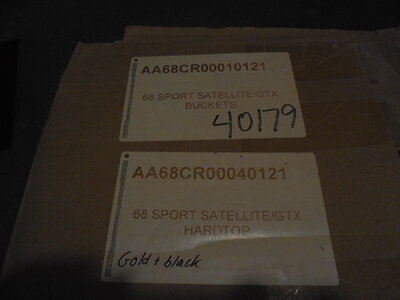 AA68CR00010121
68 SPORT SATELLITE/GTX
BUCKETS
40179
AA68CR00040121
68 SPORT SATELLITE/GTX
HARDTOP
Gold + black